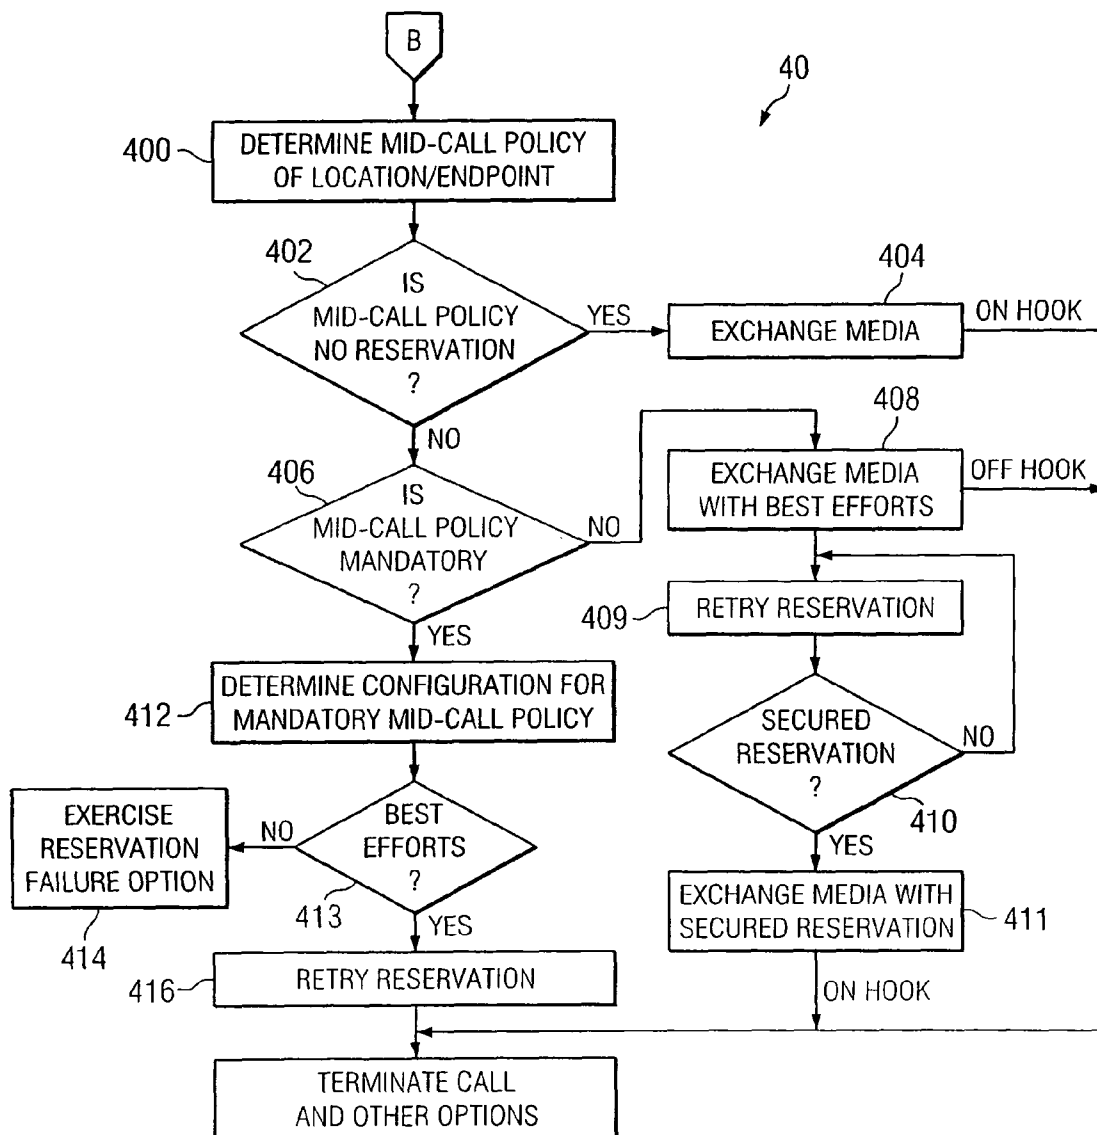 B
40
400
DETERMINE MID-CALL POLICY
OF LOCATION/ENDPOINT
402
IS
MID-CALL POLICY
NO RESERVATION
?
YES
404
EXCHANGE MEDIA
ON HOOK
NO
406
IS
MID-CALL POLICY
MANDATORY
?
NO
408
EXCHANGE MEDIA
WITH BEST EFFORTS
OFF HOOK
YES
409
RETRY RESERVATION
412
DETERMINE CONFIGURATION FOR
MANDATORY MID-CALL POLICY
SECURED
RESERVATION
?
NO
410
YES
EXERCISE
RESERVATION
FAILURE OPTION
414
NO
BEST
EFFORTS
?
413
YES
EXCHANGE MEDIA WITH
SECURED RESERVATION
411
416
RETRY RESERVATION
ON HOOK
TERMINATE CALL
AND OTHER OPTIONS